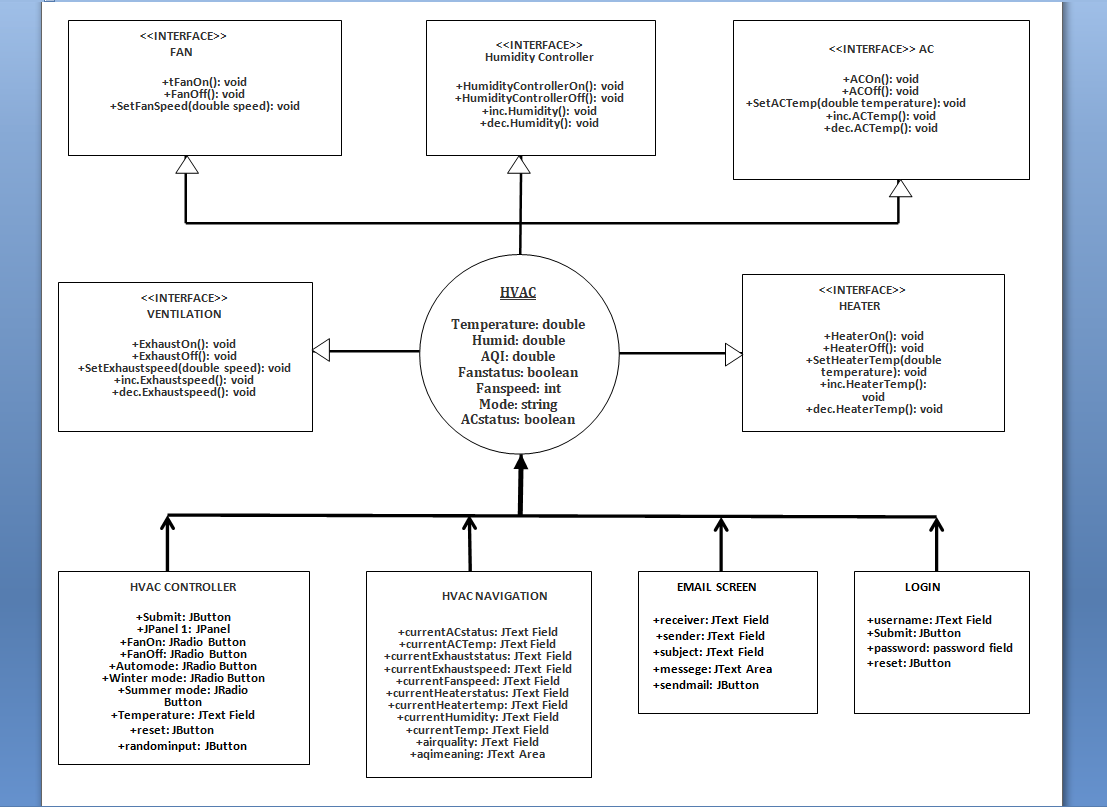 <<INTERFACE>>
FAN
+tFanOn(): void
+FanOff(): void
+SetFanSpeed(double speed): void
<<INTERFACE>>
Humidity Controller
+HumidityControllerOn(): void
+HumidityControllerOff(): void
+inc.Humidity(): void
+dec.Humidity(): void
<<INTERFACE>> AC
+ACOn(): void
+ACOff(): void
+SetACTemp(double temperature): void
+inc.ACTemp(): void
+dec.ACTemp(): void
<<INTERFACE>>
VENTILATION
+ExhaustOn(): void
+ExhaustOff(): void
+SetExhaustspeed(double speed): void
+inc.Exhaustspeed(): void
+dec.Exhaustspeed(): void
HVAC
Temperature: double
Humid: double
AQI: double
Fanstatus: boolean
Fanspeed: int
Mode: string
ACstatus: boolean
<<INTERFACE>>
HEATER
+HeaterOn(): void
+HeaterOff(): void
+SetHeaterTemp(double
temperature): void
+inc.HeaterTemp():
void
+dec.HeaterTemp(): void
HVAC CONTROLLER
+Submit: JButton
+JPanel 1: JPanel
+FanOn: JRadio Button
+FanOff: JRadio Button
+Automode: JRadio Button
+Winter mode: JRadio Button
+Summer mode: JRadio
Button
+Temperature: JText Field
+reset: JButton
+randominput: JButton
HVAC NAVIGATION
+currentACstatus: JText Field
+currentACTemp: JText Field
+currentExhauststatus: JText Field
+currentExhaustspeed: JText Field
+currentFanspeed: JText Field
+currentHeaterstatus: JText Field
+currentHeatertemp: JText Field
+currentHumidity: JText Field
+currentTemp: JText Field
+airquality: JText Field
+aqimeaning: JText Area
EMAIL SCREEN
+receiver: JText Field
+sender: JText Field
+subject: JText Field
+messege: JText Area
+sendmail: JButton
LOGIN
+username: JText Field
+Submit: JButton
+password: password field
+reset: JButton